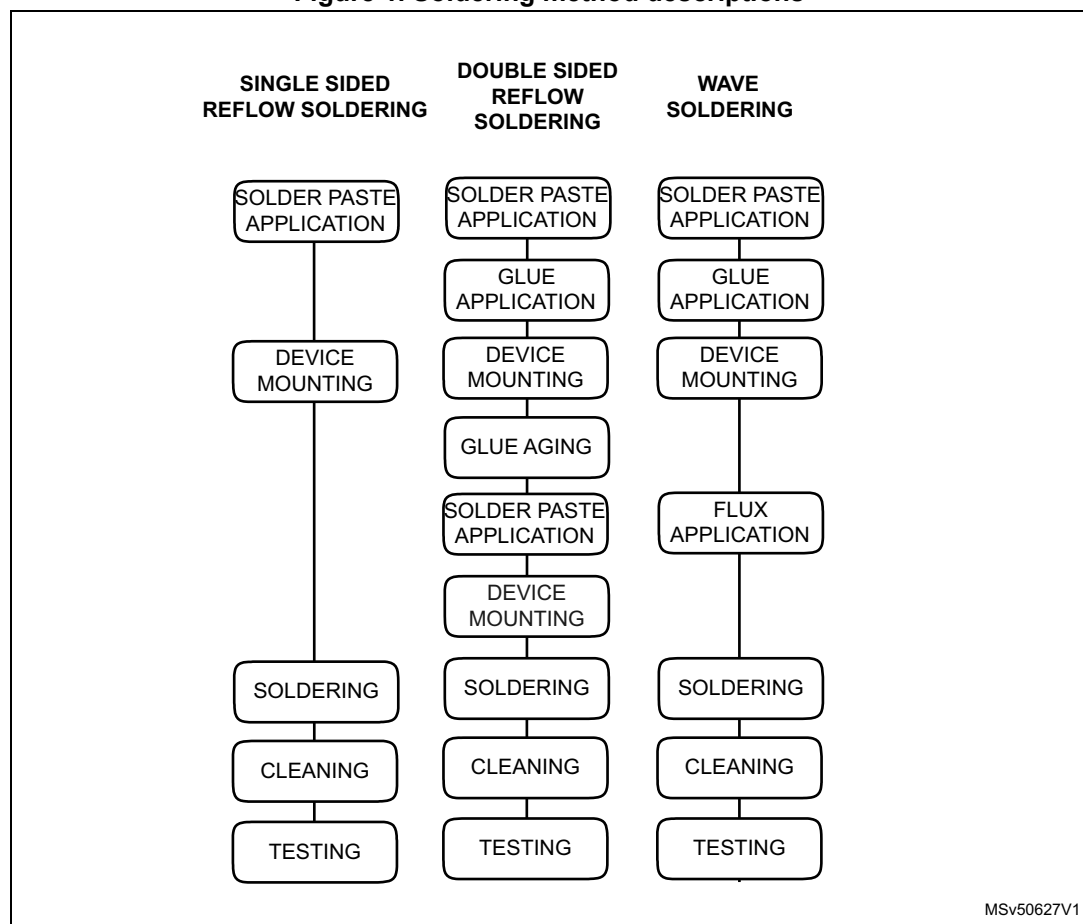 Figure 1. Soldering method descriptions
SINGLE SIDED
REFLOW SOLDERING
DOUBLE SIDED
REFLOW
SOLDERING
WAVE
SOLDERING
SOLDER PASTE
APPLICATION
DEVICE
MOUNTING
SOLDERING
CLEANING
TESTING
SOLDER PASTE
APPLICATION
GLUE
APPLICATION
DEVICE
MOUNTING
GLUE AGING
SOLDER PASTE
APPLICATION
DEVICE
MOUNTING
SOLDERING
CLEANING
TESTING
SOLDER PASTE
APPLICATION
GLUE
APPLICATION
DEVICE
MOUNTING
FLUX
APPLICATION
SOLDERING
CLEANING
TESTING
MSv50627V1